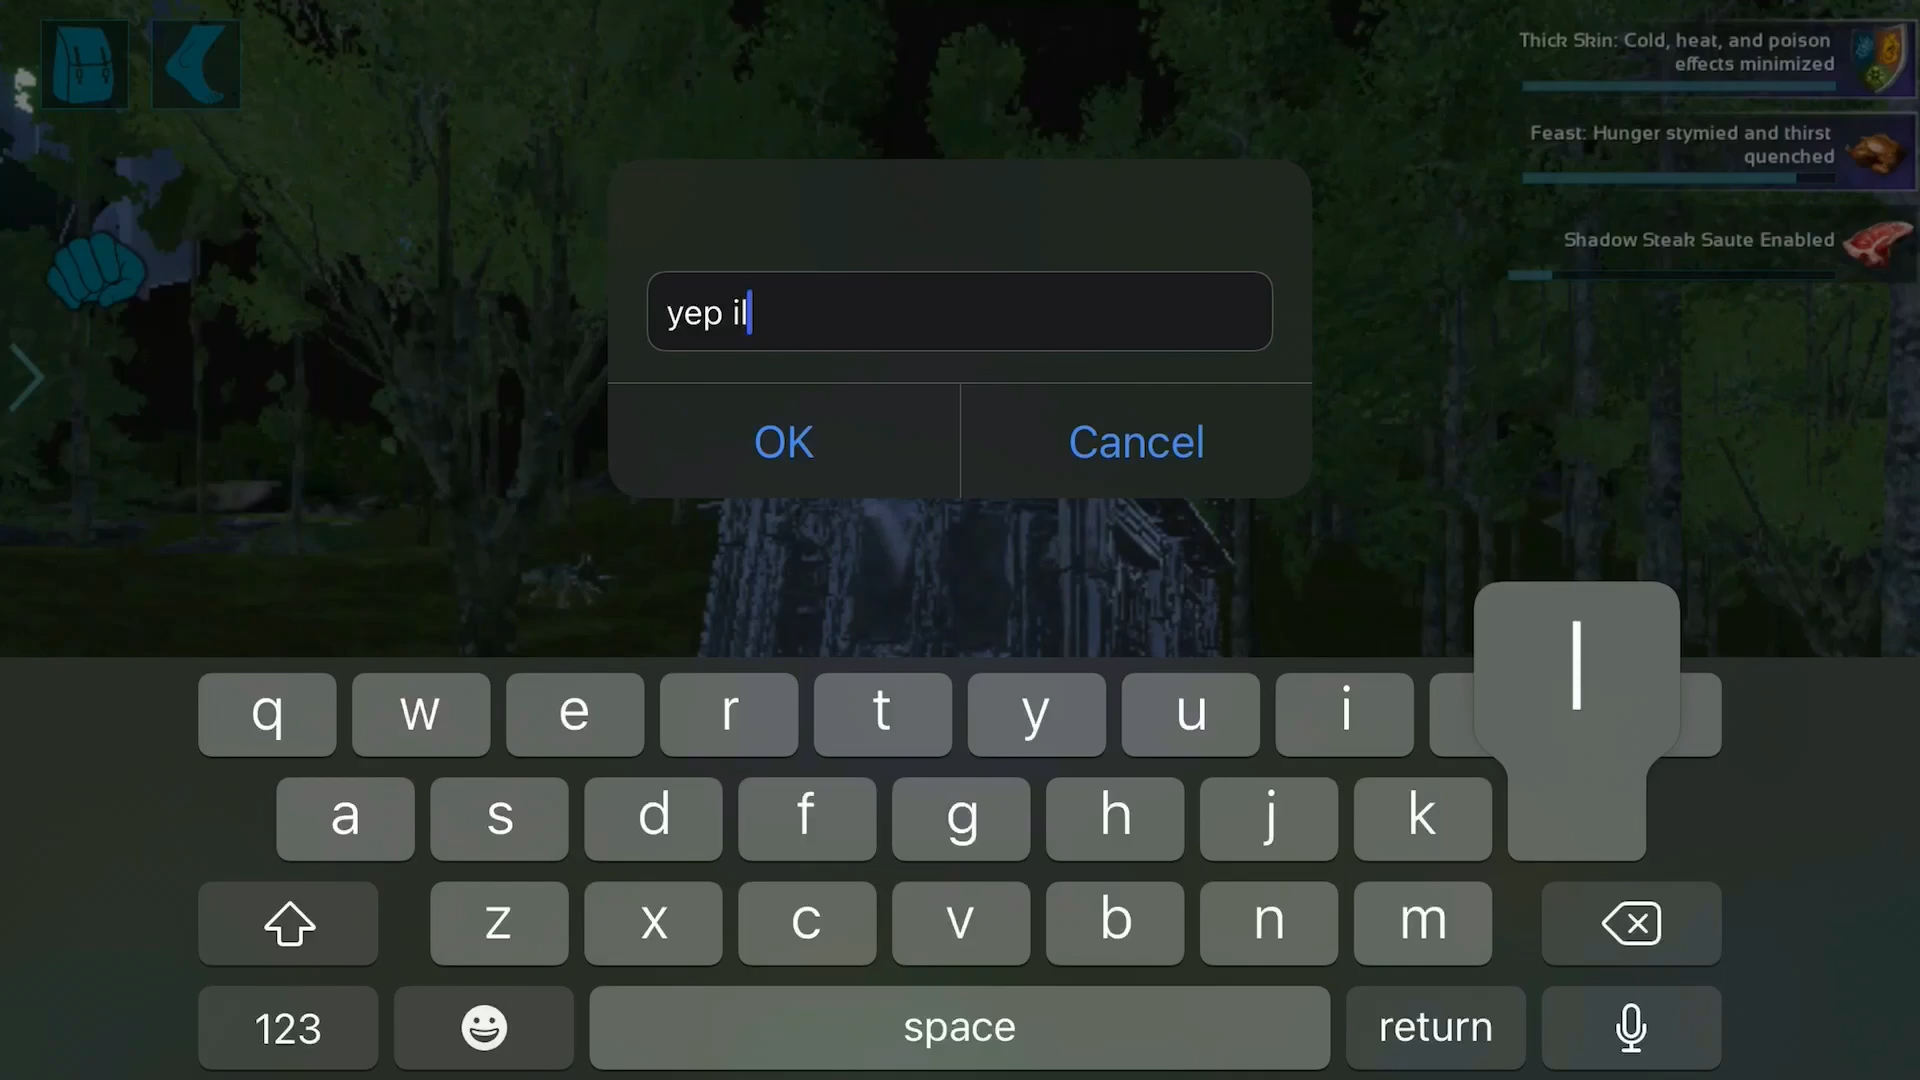 Thick Skin: Cold, heat, and poison
effects minimized
Feast: Hunger stymied and thirst
quenched
Shadow Steak Saute Enabled
yep il
OK Cancel
q w e r t y u i
l
a s d f g h j k
z x c v b n m
123 space return